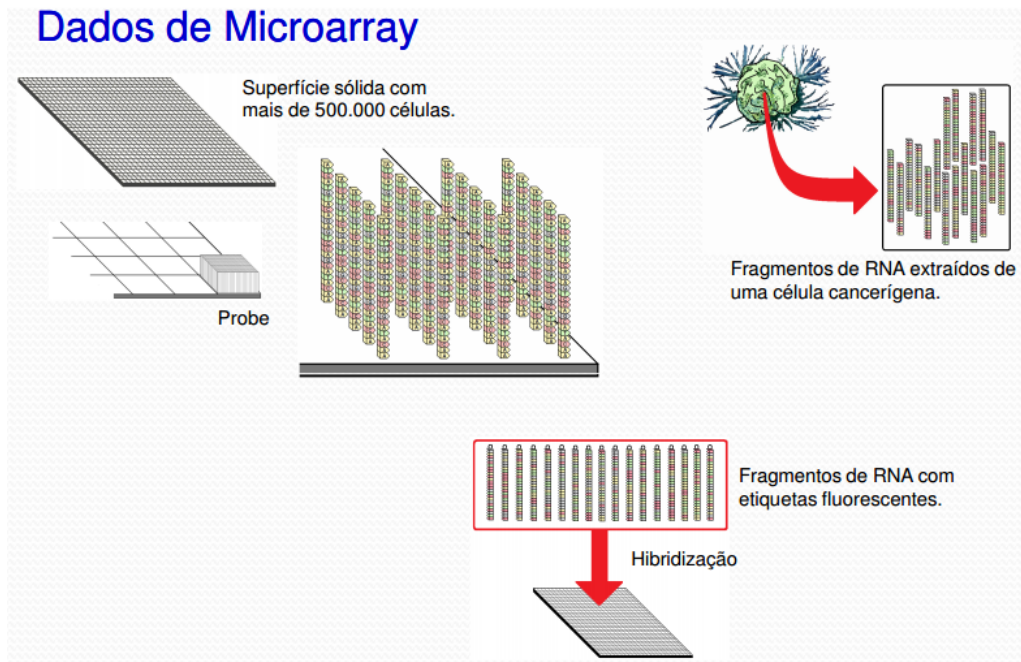 Dados de Microarray
Superfície sólida com
mais de 500.000 células.
Probe
Fragmentos de RNA extraídos de
uma célula cancerígena.
Fragmentos de RNA com
etiquetas fluorescentes.
Hibridização